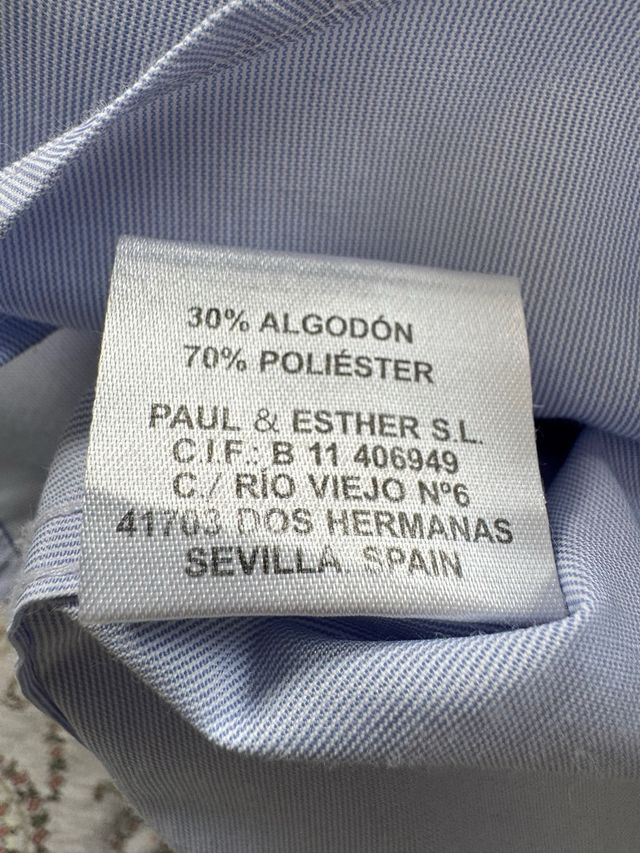 30% ALGODÓN
70% POLIÉSTER
PAUL & ESTHER S.L.
C.I.F.: B 11 406949
C./ RÍO VIEJO Nº6
41703 DOS HERMANAS
SEVILLA. SPAIN